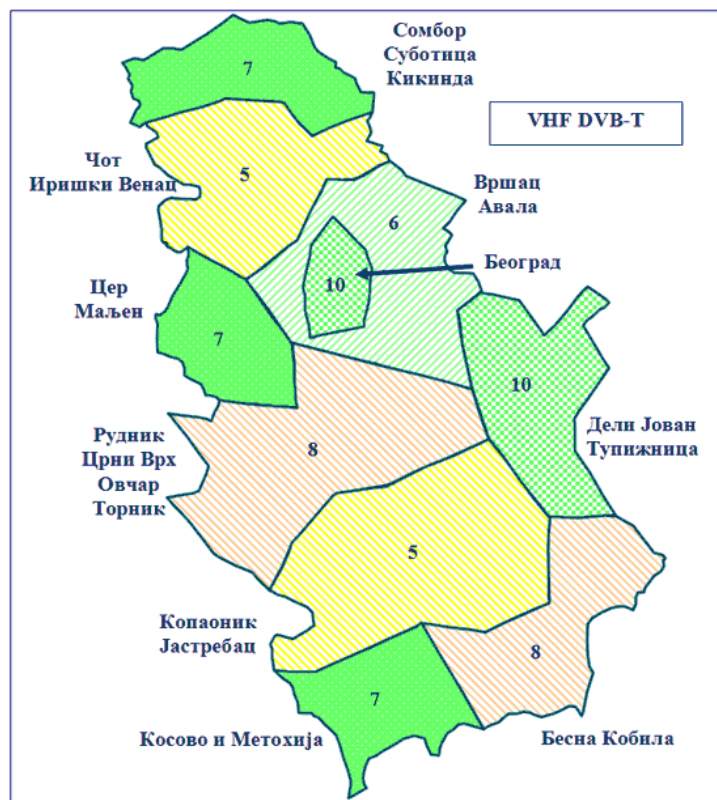 Сомбор
Суботица
Кикинда
7
VHF DVB-T
Чот
Иришки Венац
5
Вршац
Авала
6
Београд
10
Цер
Маљен
7
10
Дели Јован
Тупижница
Рудник
Црни Врх
Овчар
Торник
8
5
Копаоник
Јастребац
8
7
Косово и Метохија
Бесна Кобила